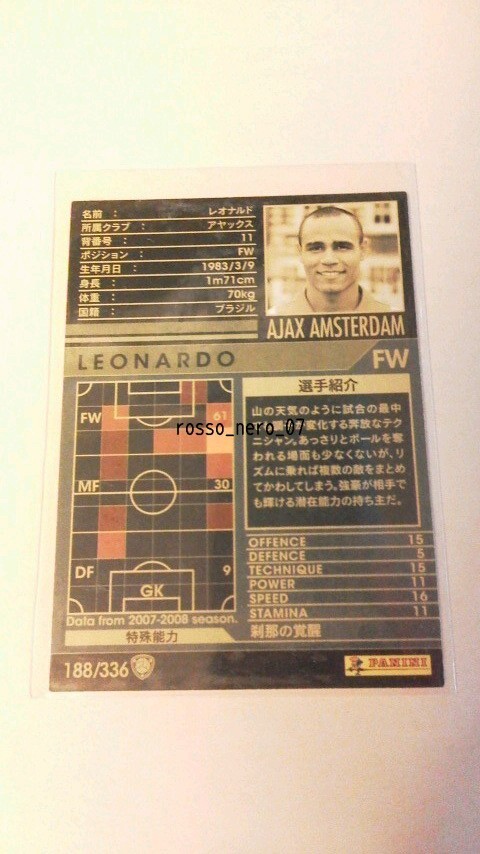 名前 : レオナルド
所属クラブ : アヤックス
背番号 : 11
ポジション : FW
生年月日 : 1983/3/9
身長 : 1m71cm
体重 : 70kg
国籍 : ブラジル
AJAX AMSTERDAM
LEONARDO FW
選手紹介
山の天気のように試合の最中
変化する奔放なテク
ニシャン。あっさりとボールを奪
われる場面も少なくないが、リ
ズムに乗れば複数の敵をまとめ
てかわしてしまう。強豪が相手で
も輝ける潜在能力の持ち主だ。
FW 61
rosso_nero_07
MF 30
DF 9
GK
Data from 2007-2008 season.
OFFENCE 15
DEFENCE 5
TECHNIQUE 15
POWER 11
SPEED 16
STAMINA 11
特殊能力 刹那の覚醒
188/336
PANINI